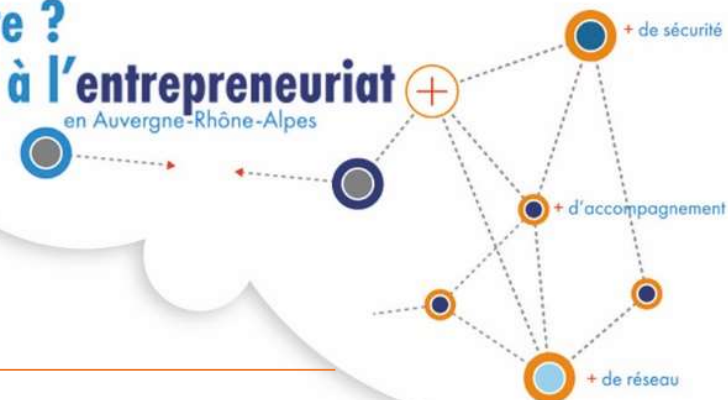 ?
à l'entrepreneuriat
en Auvergne-Rhône-Alpes
+ de sécurité
+ d'accompagnement
+ de réseau